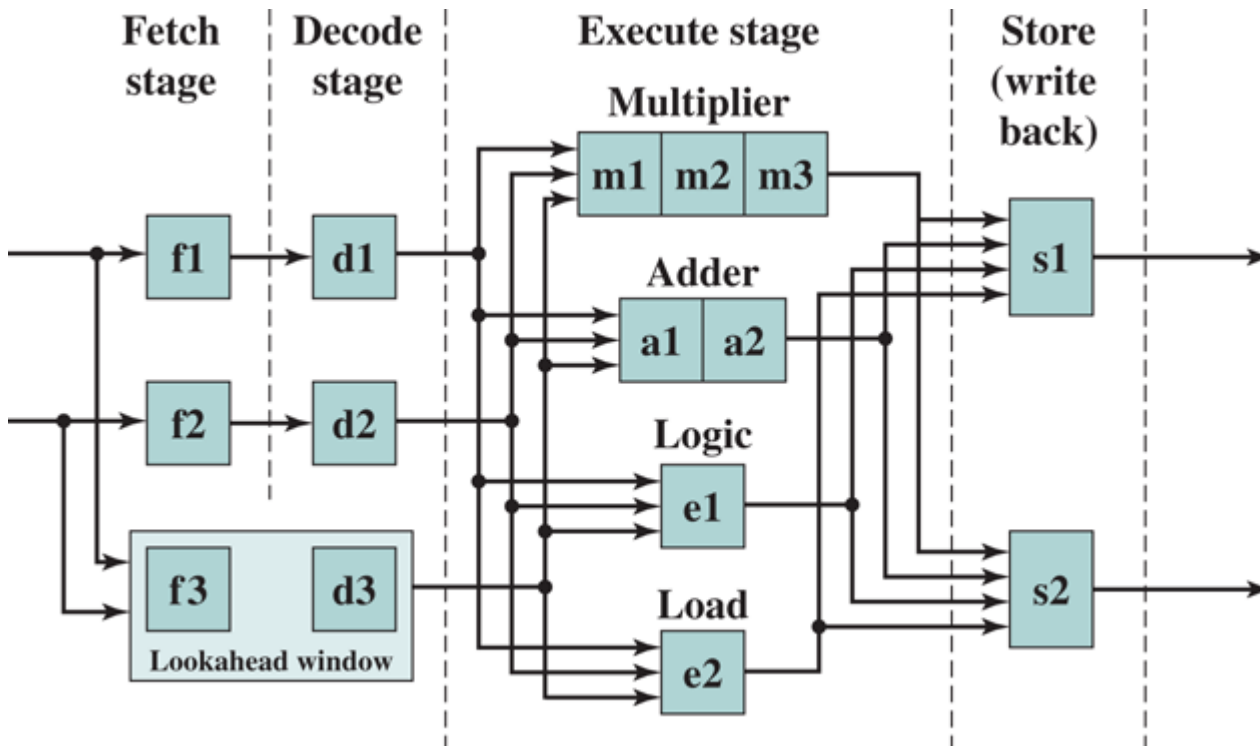 Fetch
stage
Decode
stage
Execute stage
Store
(write
back)
Multiplier
m1 m2 m3
f1 d1 s1
Adder
a1 a2
f2 d2
Logic
e1
f3 d3 s2
Load
Lookahead window
e2